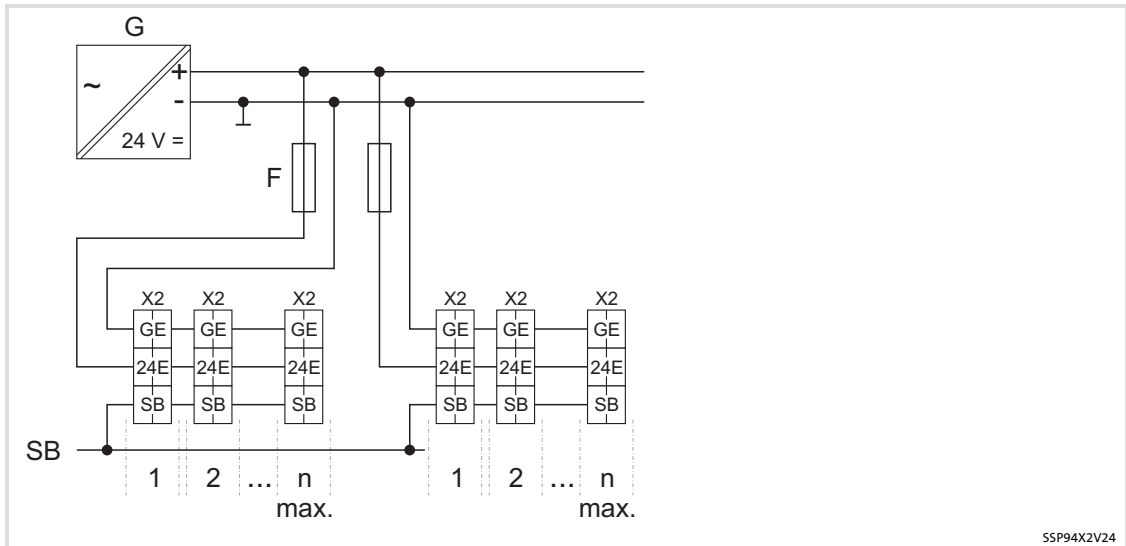 G
~
+
-
24 V =
F
X2 X2 X2 X2 X2 X2
GE GE GE GE GE GE
24E 24E 24E 24E 24E 24E
SB SB SB SB SB SB
SB
1 2 ... n 1 2 ... n
max. max.
SSP94X2V24